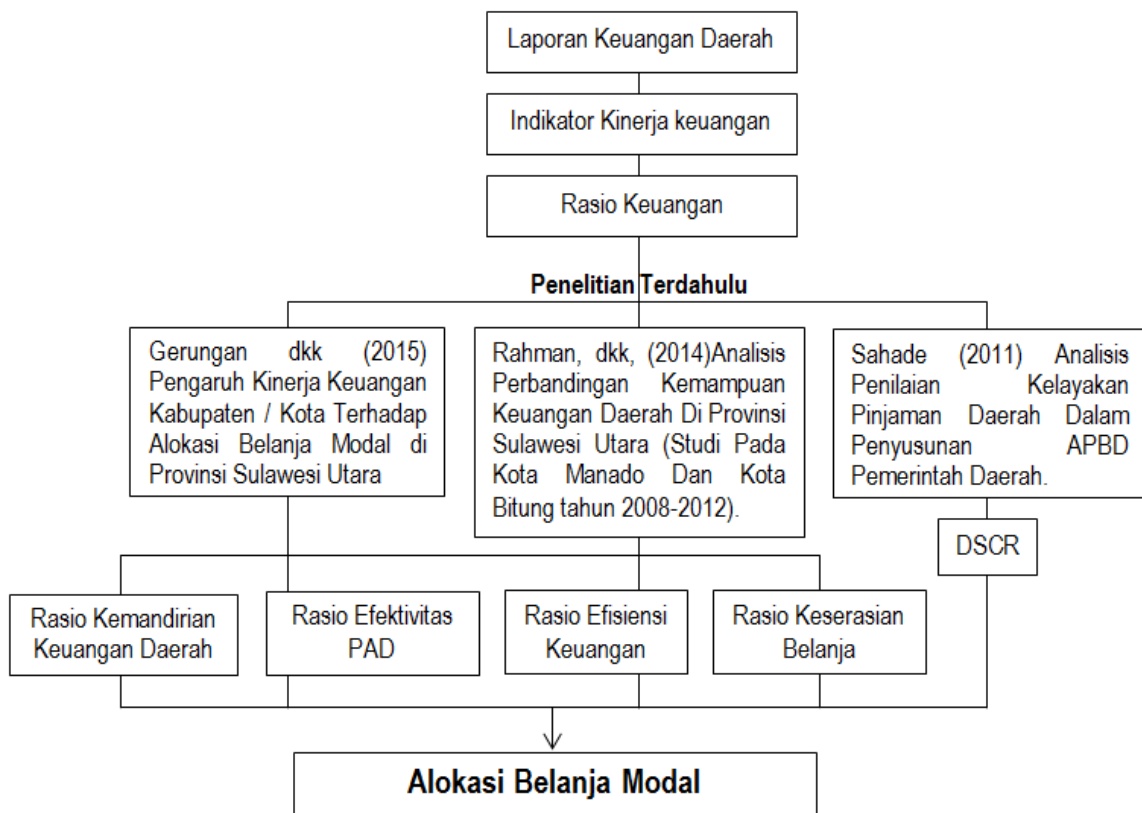 Laporan Keuangan Daerah
Indikator Kinerja keuangan
Rasio Keuangan
Penelitian Terdahulu
Gerungan dkk (2015)
Pengaruh Kinerja Keuangan
Kabupaten / Kota Terhadap
Alokasi Belanja Modal di
Provinsi Sulawesi Utara
Rahman, dkk, (2014)Analisis
Perbandingan Kemampuan
Keuangan Daerah Di Provinsi
Sulawesi Utara (Studi Pada
Kota Manado Dan Kota
Bitung tahun 2008-2012).
Sahade (2011) Analisis
Penilaian Kelayakan
Pinjaman Daerah Dalam
Penyusunan APBD
Pemerintah Daerah.
DSCR
Rasio Kemandirian
Keuangan Daerah
Rasio Efektivitas
PAD
Rasio Efisiensi
Keuangan
Rasio Keserasian
Belanja
Alokasi Belanja Modal